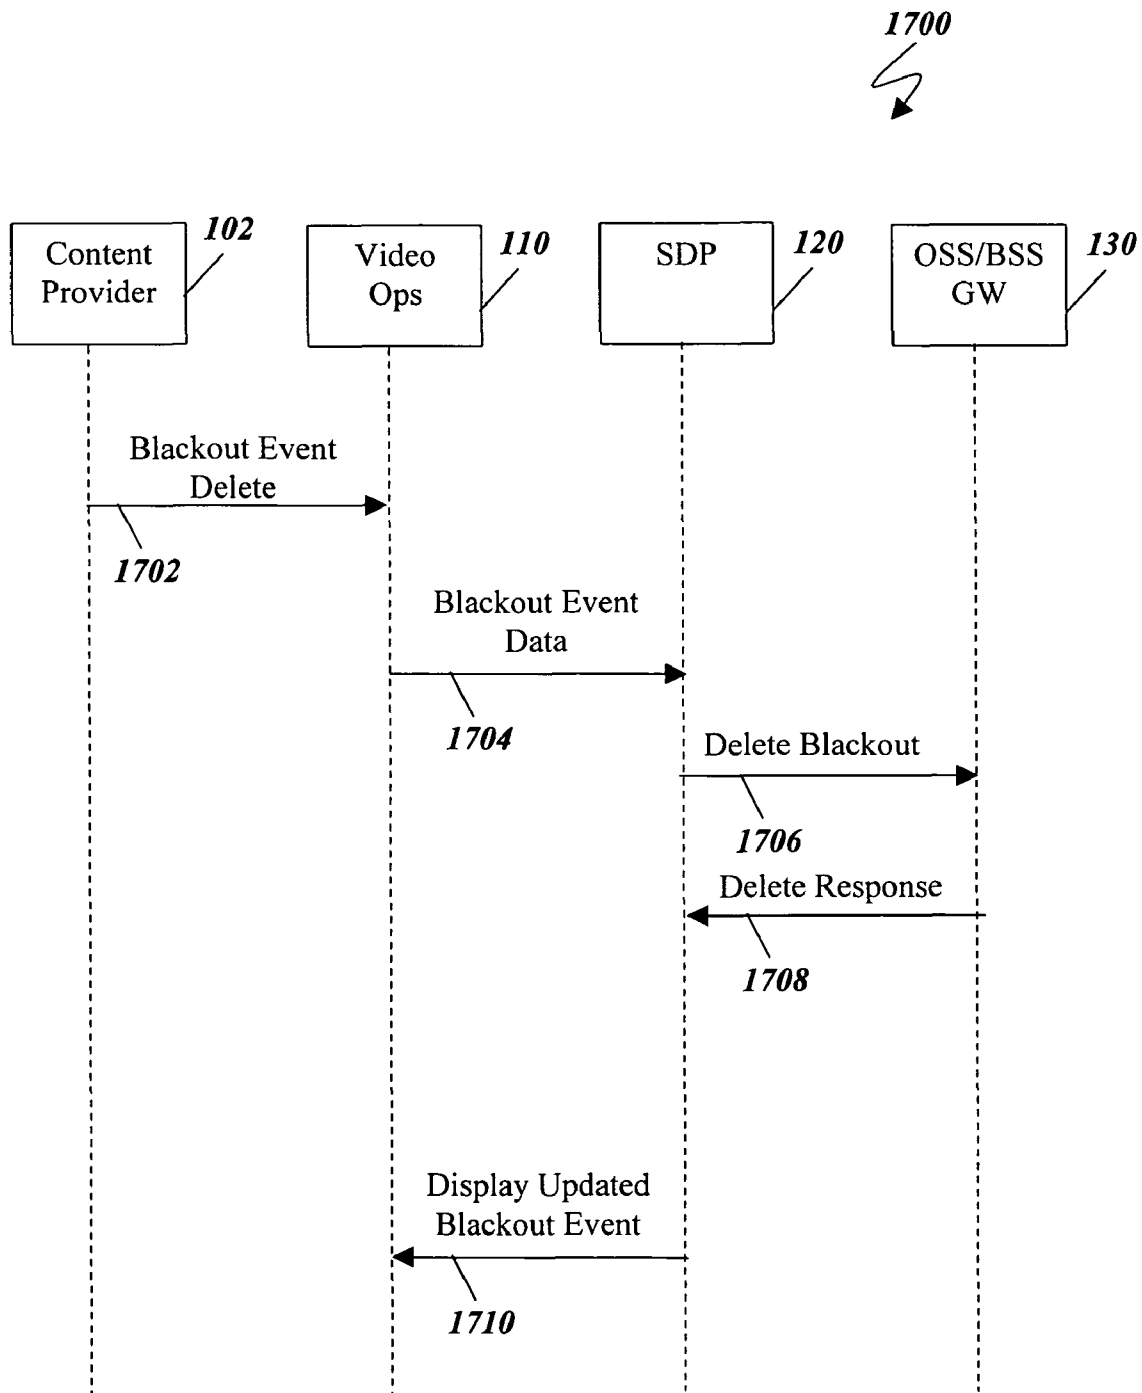 1700
Content
Provider
102
Video
Ops
110
SDP
120
OSS/BSS
GW
130
Blackout Event
Delete
1702
Blackout Event
Data
1704
Delete Blackout
1706
Delete Response
1708
Display Updated
Blackout Event
1710